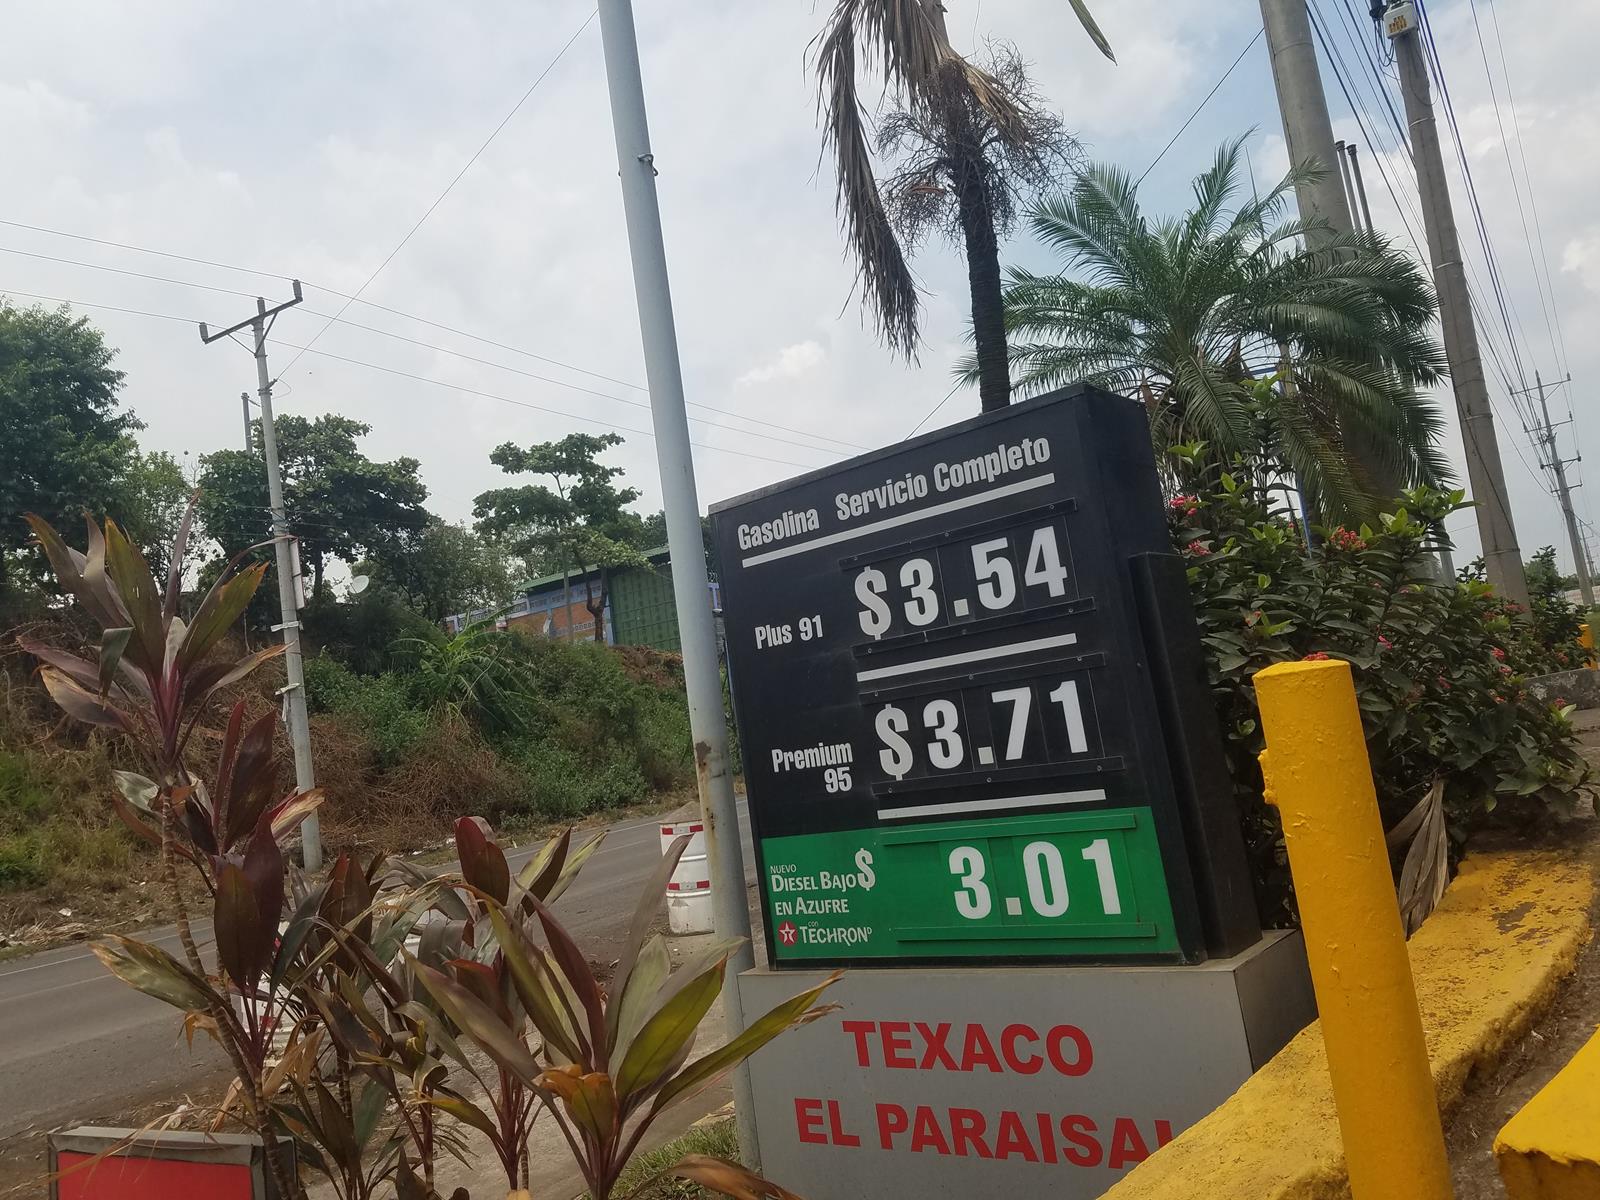 Gasolina Servicio Completo
Plus 91 $3.54
Premium 95 $3.71
NUEVO
DIESEL BAJO $ 3.01
EN AZUFRE
con
TECHRON D
TEXACO
EL PARAISAL